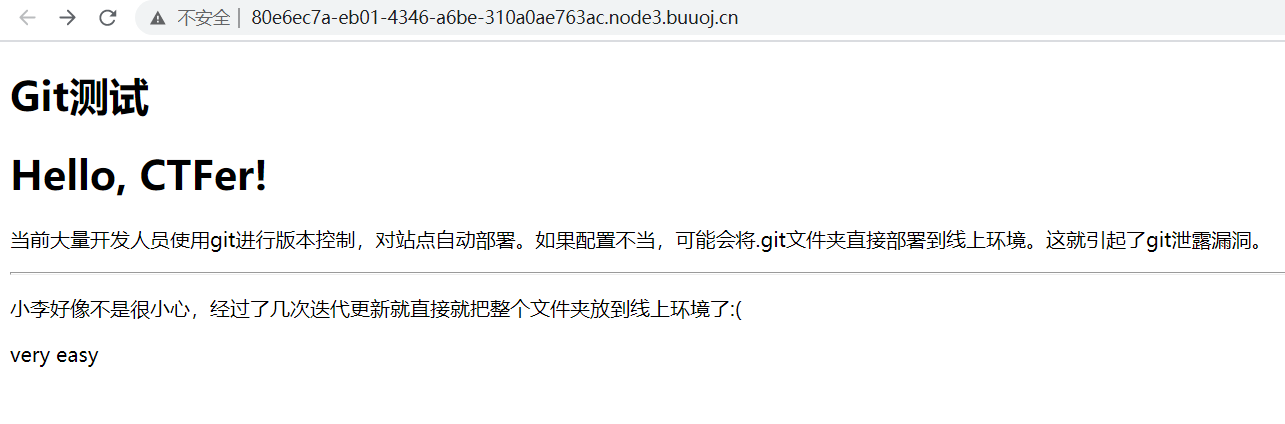 不安全 | 80e6ec7a-eb01-4346-a6be-310a0ae763ac.node3.buuoj.cn
Git测试
Hello, CTFer!
当前大量开发人员使用git进行版本控制，对站点自动部署。如果配置不当，可能会将.git文件夹直接部署到线上环境。这就引起了git泄露漏洞。
小李好像不是很小心，经过了几次迭代更新就直接就把整个文件夹放到线上环境了:(
very easy